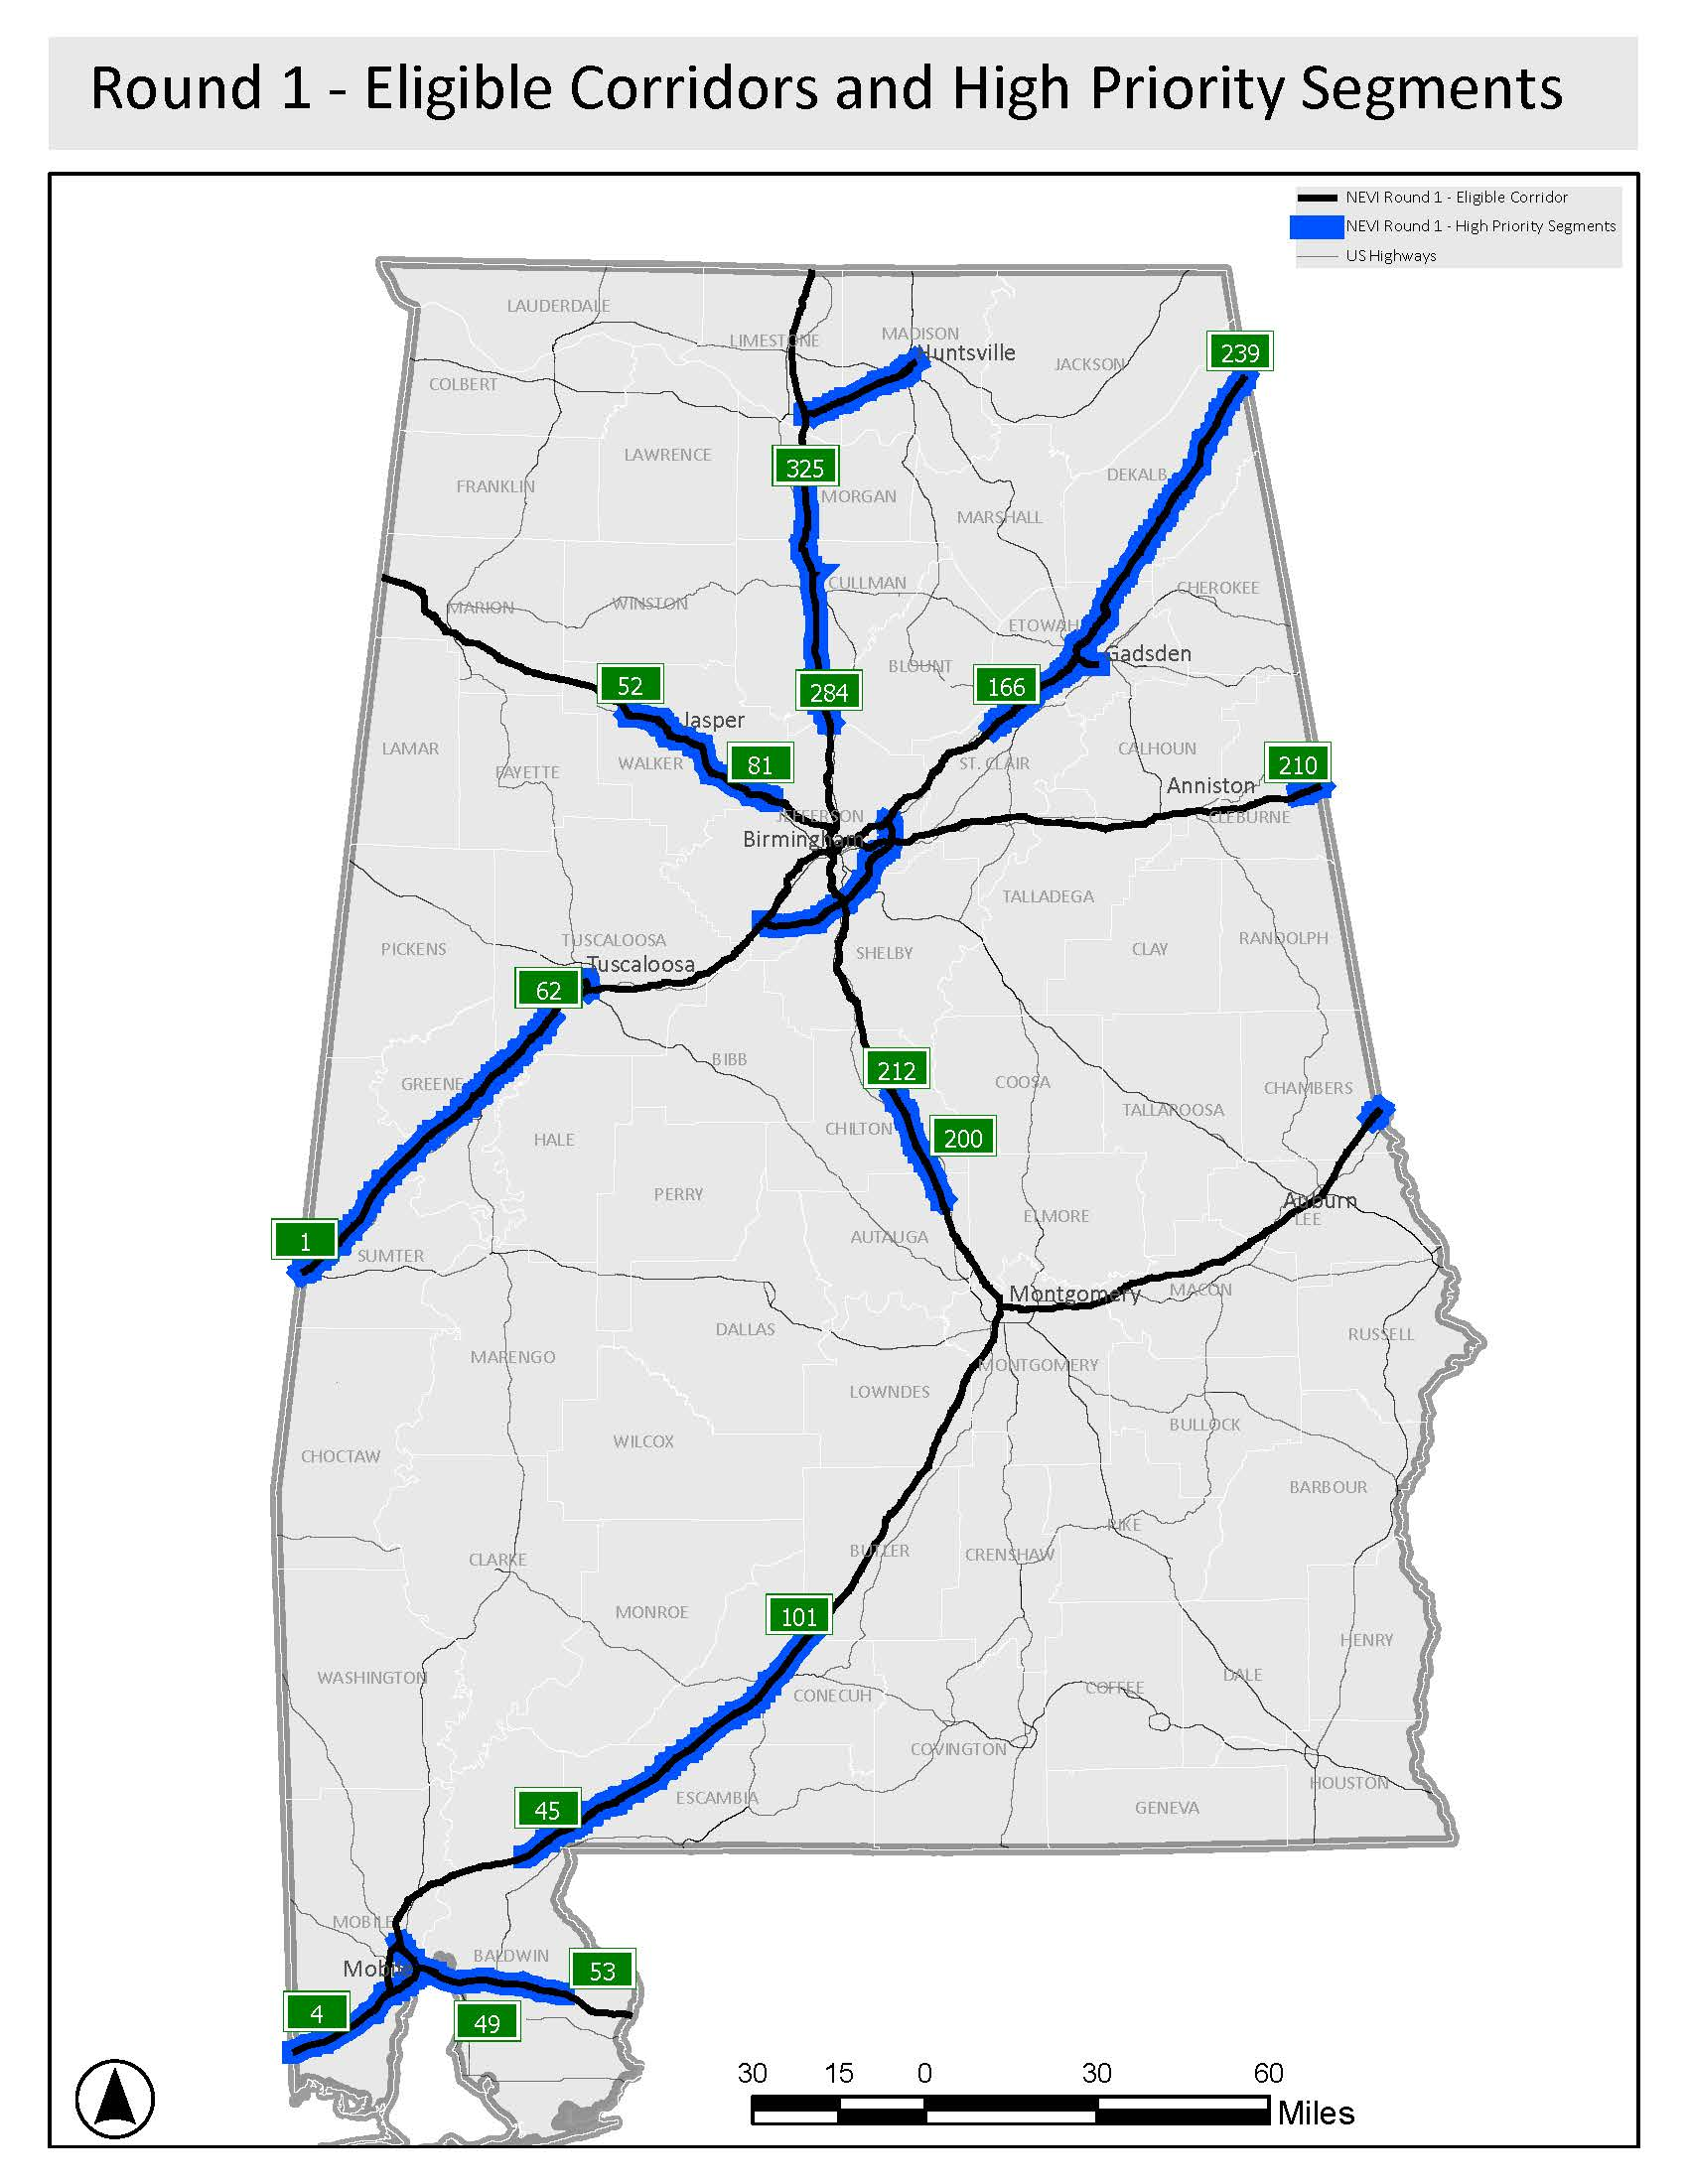 Round 1 - Eligible Corridors and High Priority Segments
NEVI Round 1 - Eligible Corridor
NEVI Round 1 - High Priority Segments
US Highways
LAUDERDALE
LIMESTONE
MADISON
Huntsville
239
JACKSON
COLBERT
LAWRENCE
325
DEKALB
FRANKLIN
MORGAN
MARSHALL
CULLMAN
CHEROKEE
MARION
WINSTON
ETOWAH
Gadsden
BLOUNT
52
284
166
Jasper
LAMAR
CALHOUN
WALKER
81
ST. CLAIR
210
FAYETTE
Anniston
JEFFERSON
CLEBURNE
Birmingham
TALLADEGA
TUSCALOOSA
RANDOLPH
PICKENS
SHELBY
CLAY
Tuscaloosa
62
BIBB
212
GREENE
COOSA
CHAMBERS
TALLAPOOSA
CHILTON
200
HALE
PERRY
Auburn
ELMORE
LEE
1
AUTAUGA
SUMTER
Montgomery
MACON
DALLAS
RUSSELL
MARENGO
MONTGOMERY
LOWNDES
BULLOCK
WILCOX
CHOCTAW
BARBOUR
PIKE
BUTLER
CRENSHAW
CLARKE
101
MONROE
HENRY
WASHINGTON
DALE
COFFEE
CONECUH
COVINGTON
HOUSTON
ESCAMBIA
45
GENEVA
MOBILE
BALDWIN
Mobile
53
4
49
30 15 0 30 60
Miles